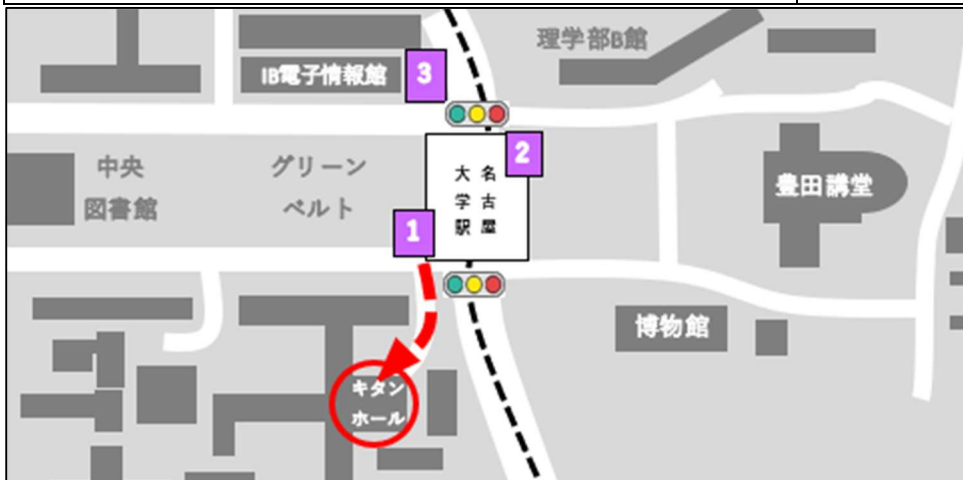 理学部B館
IB電子情報館
3
2
中央
図書館
グリーン
ベルト
名古屋
大学駅
豊田講堂
1
博物館
キタン
ホール